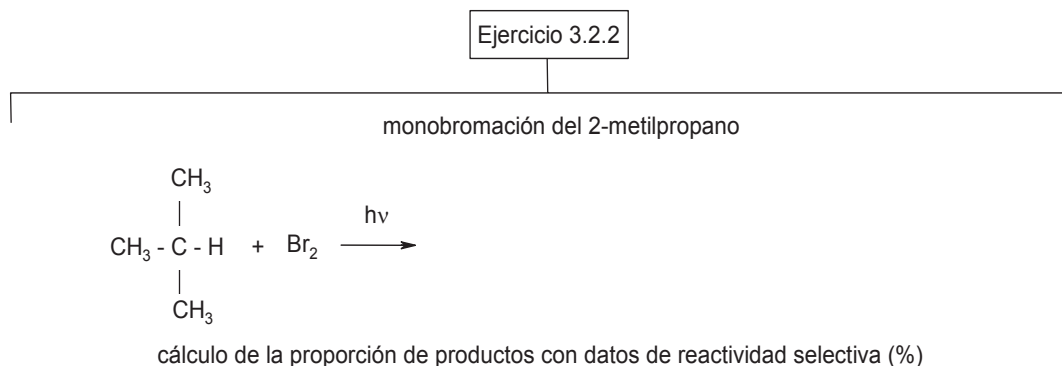 Ejercicio 3.2.2
monobromación del 2-metilpropano
CH3
|
CH3 - C - H + Br2 hν
|
CH3
cálculo de la proporción de productos con datos de reactividad selectiva (%)